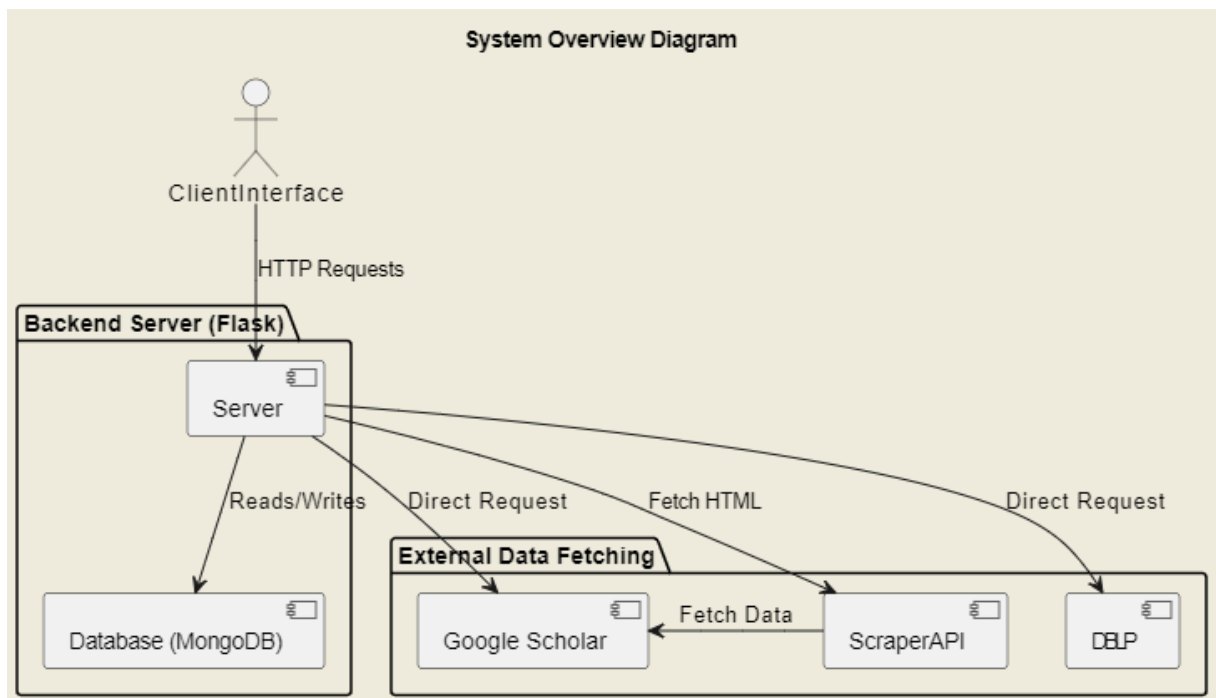 System Overview Diagram
ClientInterface
HTTP Requests
Backend Server (Flask)
Server
Reads/Writes
Direct Request
Fetch HTML
Direct Request
External Data Fetching
Database (MongoDB)
Google Scholar
Fetch Data
ScraperAPI
DBLP